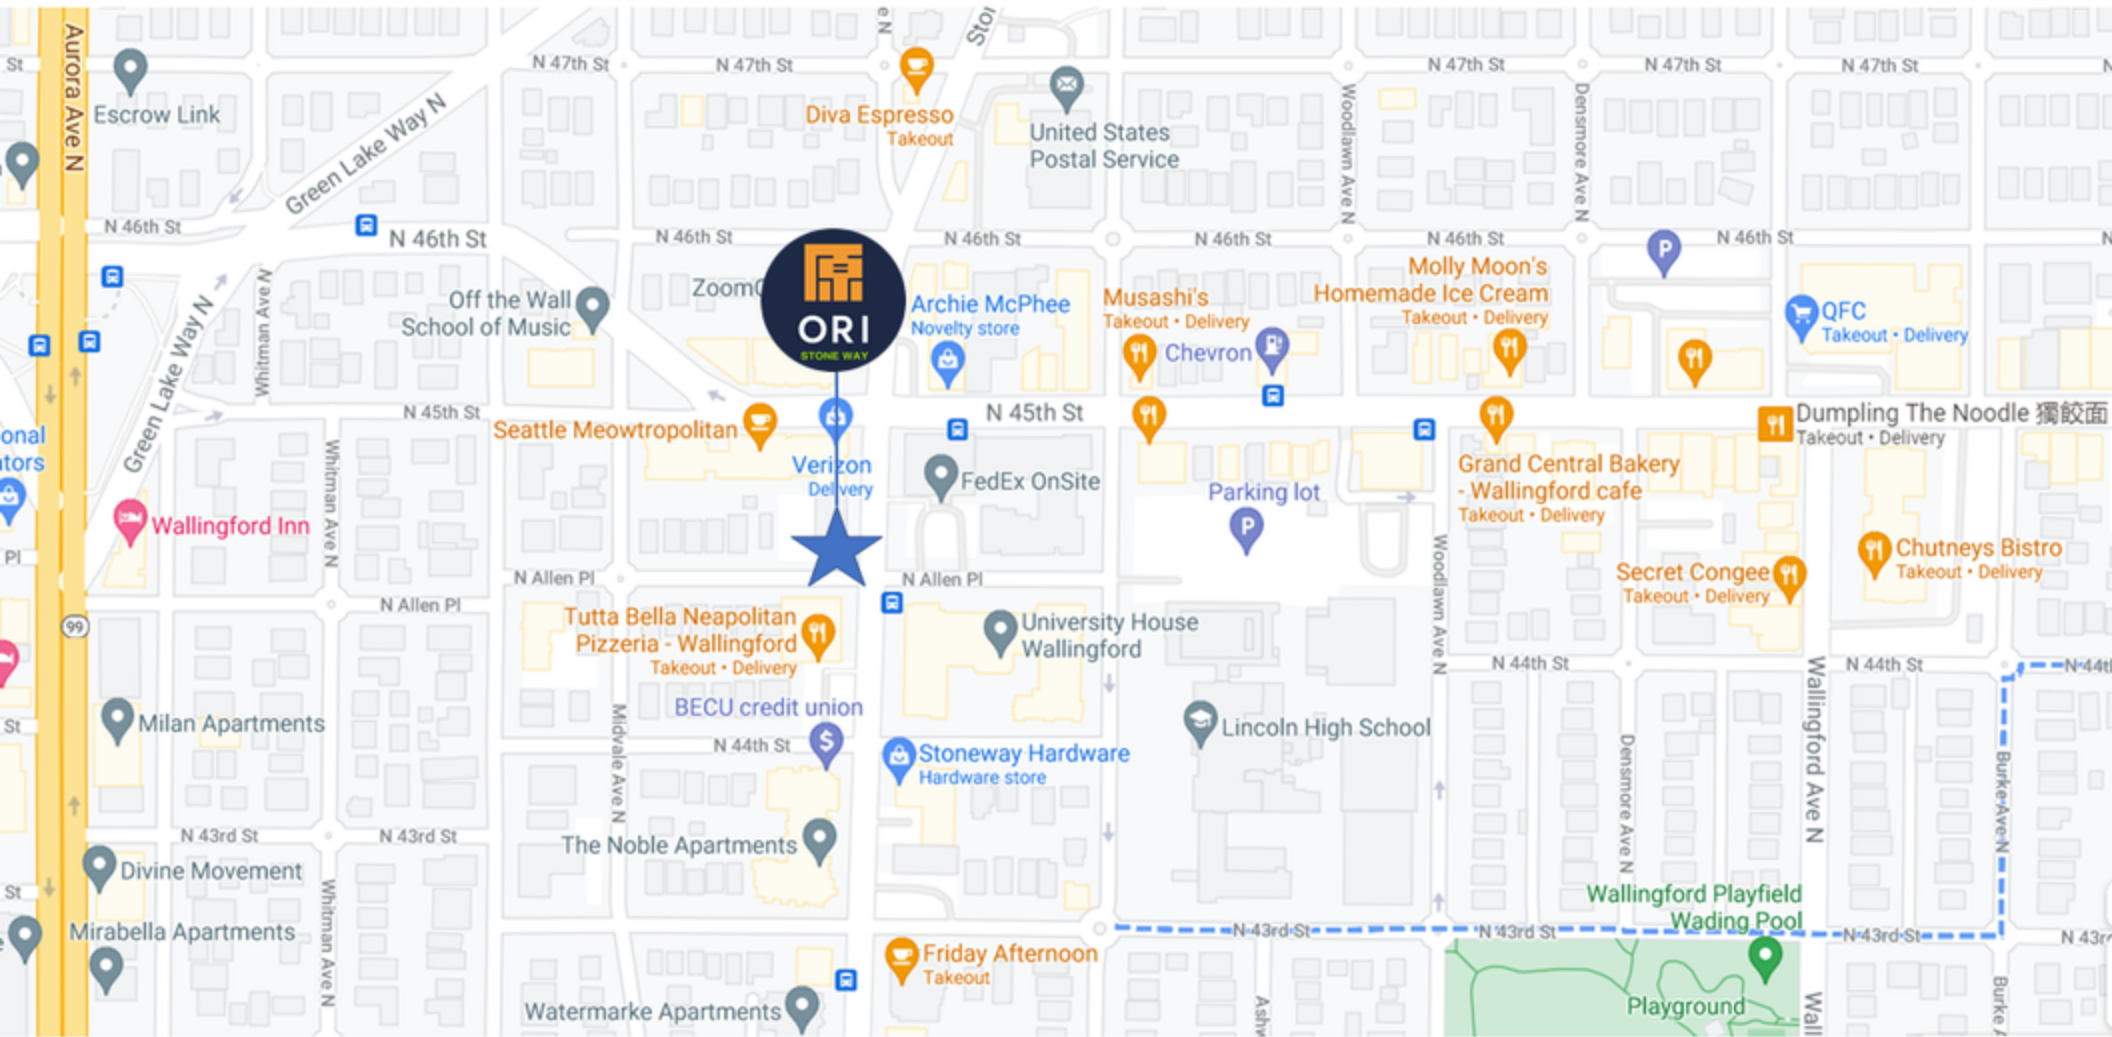 Aurora Ave N
St
Escrow Link
Green Lake Way N
N 47th St
N 47th St
e N
Diva Espresso
Takeout
United States
Postal Service
N 47th St
N 47th St
N 47th St
Woodlawn Ave N
Densmore Ave N
N 46th St
N 46th St
N 46th St
N 46th St
N 46th St
N 46th St
N 46th St
P
Whitman Ave N
Green Lake Way N
Off the Wall
School of Music
ORI
STONE WAY
Archie McPhee
Novelty store
Musashi's
Takeout • Delivery
Chevron
Molly Moon's
Homemade Ice Cream
Takeout • Delivery
QFC
Takeout • Delivery
N 45th St
N 45th St
Seattle Meowtropolitan
Verizon
Delivery
FedEx OnSite
Parking lot
P
Grand Central Bakery
- Wallingford cafe
Takeout • Delivery
Dumpling The Noodle 獨餃面
Takeout • Delivery
Wallingford Inn
Whitman Ave N
Pl
N Allen Pl
N Allen Pl
N Allen Pl
Woodlawn Ave N
Chutneys Bistro
Takeout • Delivery
Secret Congee
Takeout • Delivery
99
Tutta Bella Neapolitan
Pizzeria - Wallingford
Takeout • Delivery
University House
Wallingford
N 44th St
N 44th St
N 44t
BECU credit union
$
N 44th St
Midvale Ave N
St
Milan Apartments
Stoneway Hardware
Hardware store
Lincoln High School
Densmore Ave N
Wallingford Ave N
Burke Ave N
N 43rd St
N 43rd St
The Noble Apartments
St
Divine Movement
Whitman Ave N
Mirabella Apartments
Wallingford Playfield
Wading Pool
N 43rd St
N 43rd St
N 43rd St
N 43r
Friday Afternoon
Takeout
Watermarke Apartments
Playground
Wall
Burke